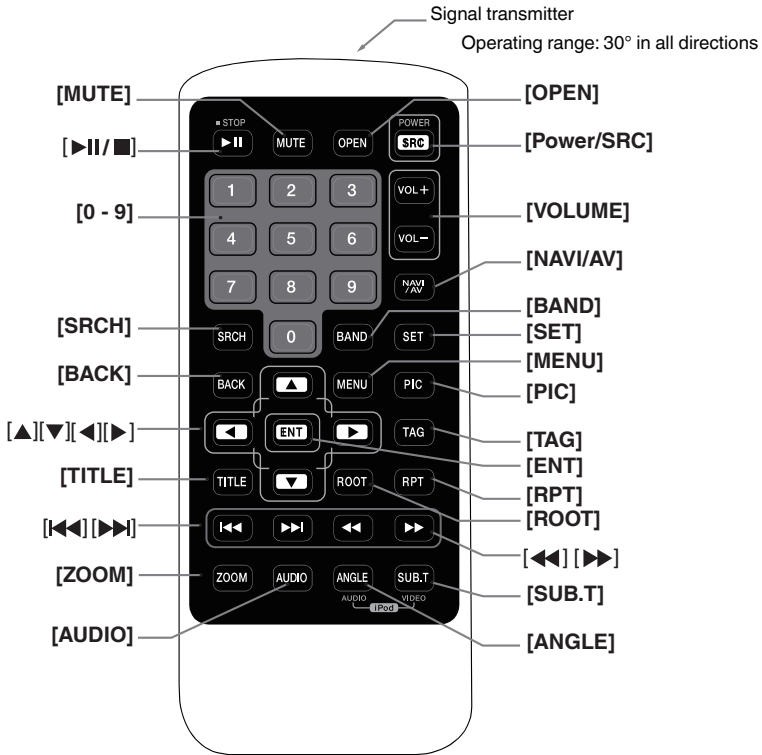 Signal transmitter
Operating range: 30° in all directions
[MUTE]
[OPEN]
[▶II/■]
[Power/SRC]
[0 - 9]
[VOLUME]
[NAVI/AV]
[SRCH]
[BAND]
[SET]
[BACK]
[MENU]
[PIC]
[▲][▼][◀][▶]
[TAG]
[TITLE]
[ENT]
[RPT]
[ROOT]
[I◀◀] [▶▶I]
[◀◀] [▶▶]
[ZOOM]
[SUB.T]
[AUDIO]
[ANGLE]
■ STOP
POWER
▶II MUTE OPEN SRC
1 2 3 VOL+
4 5 6 VOL−
7 8 9 NAVI
/AV
SRCH 0 BAND SET
BACK ▲ MENU PIC
◀ ENT ▶ TAG
TITLE ▼ ROOT RPT
I◀◀ ▶▶I ◀◀ ▶▶
ZOOM AUDIO ANGLE SUB.T
AUDIO iPod VIDEO